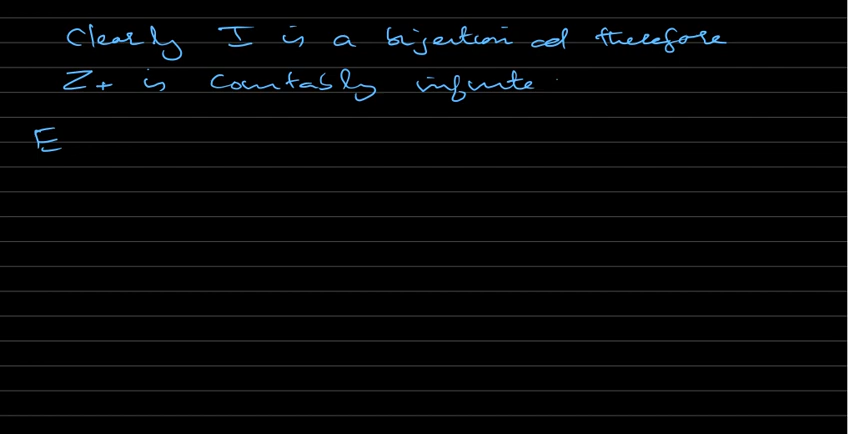 Clearly I is a bijection and therefore
Z+ is countably infinite
E